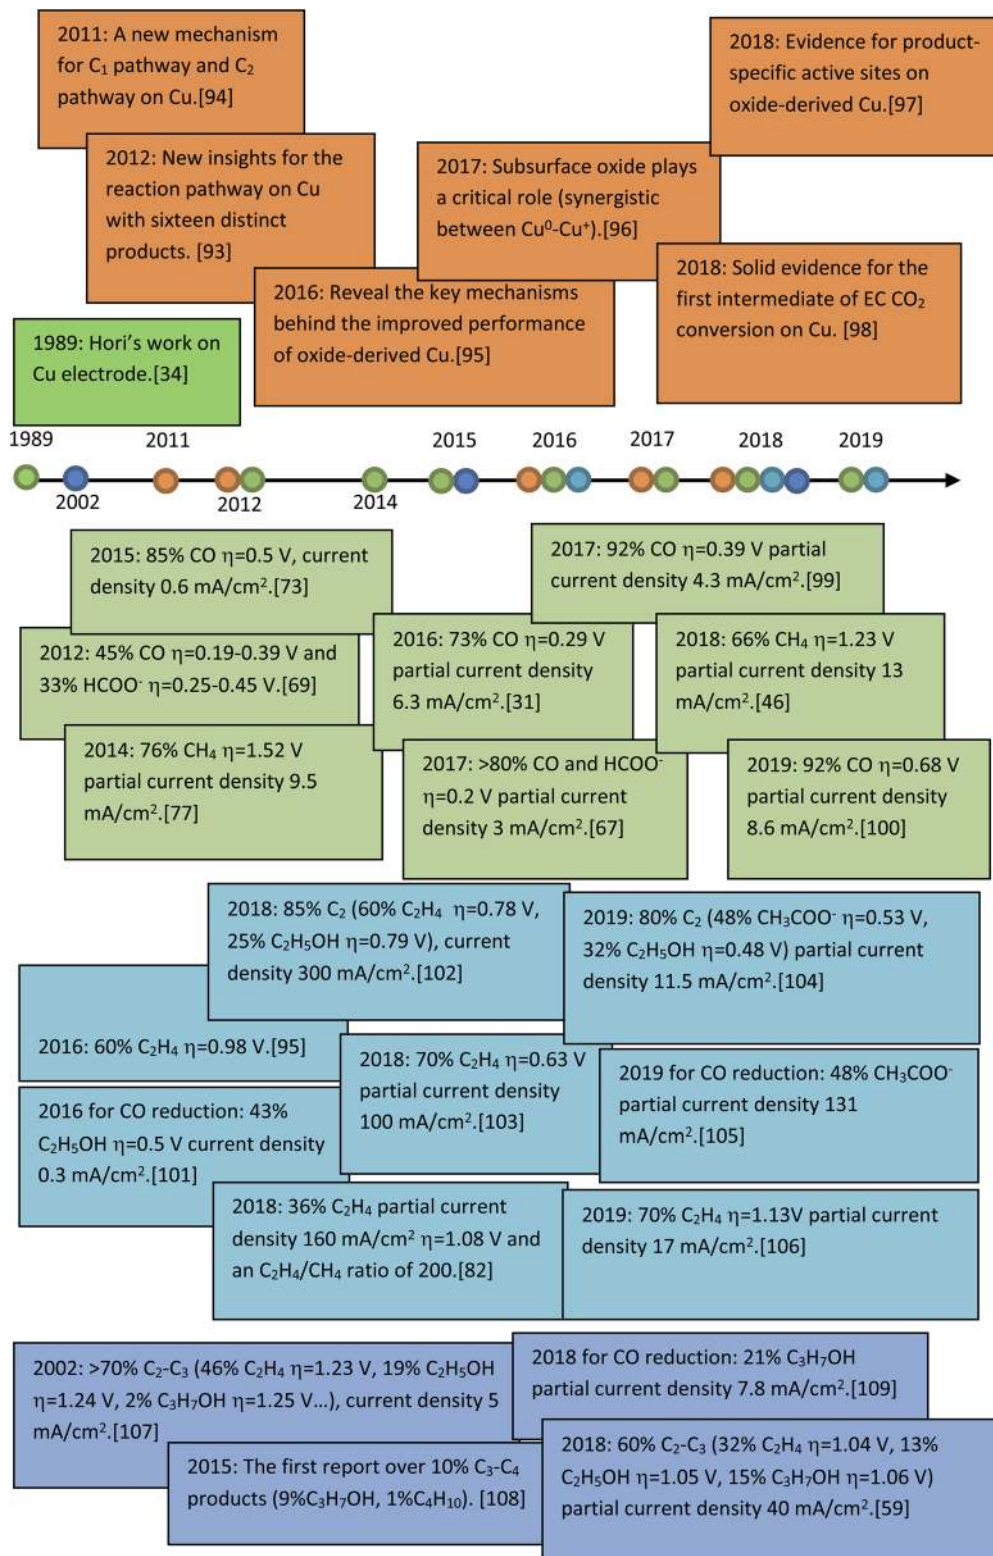 2011: A new mechanism
for C₁ pathway and C₂
pathway on Cu.[94]
2018: Evidence for product-
specific active sites on
oxide-derived Cu.[97]
2012: New insights for the
reaction pathway on Cu
with sixteen distinct
products. [93]
2017: Subsurface oxide plays
a critical role (synergistic
between Cu⁰-Cu⁺).[96]
2016: Reveal the key mechanisms
behind the improved performance
of oxide-derived Cu.[95]
2018: Solid evidence for the
first intermediate of EC CO₂
conversion on Cu. [98]
1989: Hori's work on
Cu electrode.[34]
1989 2011 2015 2016 2017 2018 2019
2002 2012 2014
2015: 85% CO η=0.5 V, current
density 0.6 mA/cm².[73]
2017: 92% CO η=0.39 V partial
current density 4.3 mA/cm².[99]
2012: 45% CO η=0.19-0.39 V and
33% HCOO⁻ η=0.25-0.45 V.[69]
2016: 73% CO η=0.29 V
partial current density
6.3 mA/cm².[31]
2018: 66% CH₄ η=1.23 V
partial current density 13
mA/cm².[46]
2014: 76% CH₄ η=1.52 V
partial current density 9.5
mA/cm².[77]
2017: >80% CO and HCOO⁻
η=0.2 V partial current
density 3 mA/cm².[67]
2019: 92% CO η=0.68 V
partial current density
8.6 mA/cm².[100]
2018: 85% C₂ (60% C₂H₄ η=0.78 V,
25% C₂H₅OH η=0.79 V), current
density 300 mA/cm².[102]
2019: 80% C₂ (48% CH₃COO⁻ η=0.53 V,
32% C₂H₅OH η=0.48 V) partial current
density 11.5 mA/cm².[104]
2016: 60% C₂H₄ η=0.98 V.[95]
2018: 70% C₂H₄ η=0.63 V
partial current density
100 mA/cm².[103]
2019 for CO reduction: 48% CH₃COO⁻
partial current density 131
mA/cm².[105]
2016 for CO reduction: 43%
C₂H₅OH η=0.5 V current density
0.3 mA/cm².[101]
2018: 36% C₂H₄ partial current
density 160 mA/cm² η=1.08 V and
an C₂H₄/CH₄ ratio of 200.[82]
2019: 70% C₂H₄ η=1.13V partial current
density 17 mA/cm².[106]
2002: >70% C₂-C₃ (46% C₂H₄ η=1.23 V, 19% C₂H₅OH
η=1.24 V, 2% C₃H₇OH η=1.25 V...), current density 5
mA/cm².[107]
2018 for CO reduction: 21% C₃H₇OH
partial current density 7.8 mA/cm².[109]
2015: The first report over 10% C₃-C₄
products (9%C₃H₇OH, 1%C₄H₁₀). [108]
2018: 60% C₂-C₃ (32% C₂H₄ η=1.04 V, 13%
C₂H₅OH η=1.05 V, 15% C₃H₇OH η=1.06 V)
partial current density 40 mA/cm².[59]